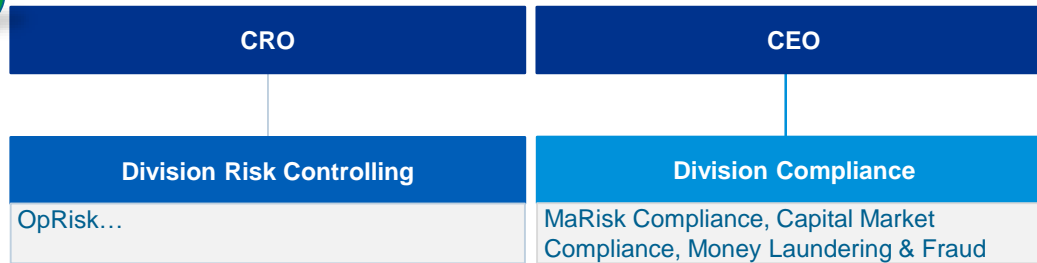 CRO
CEO
Division Risk Controlling
Division Compliance
OpRisk…
MaRisk Compliance, Capital Market
Compliance, Money Laundering & Fraud